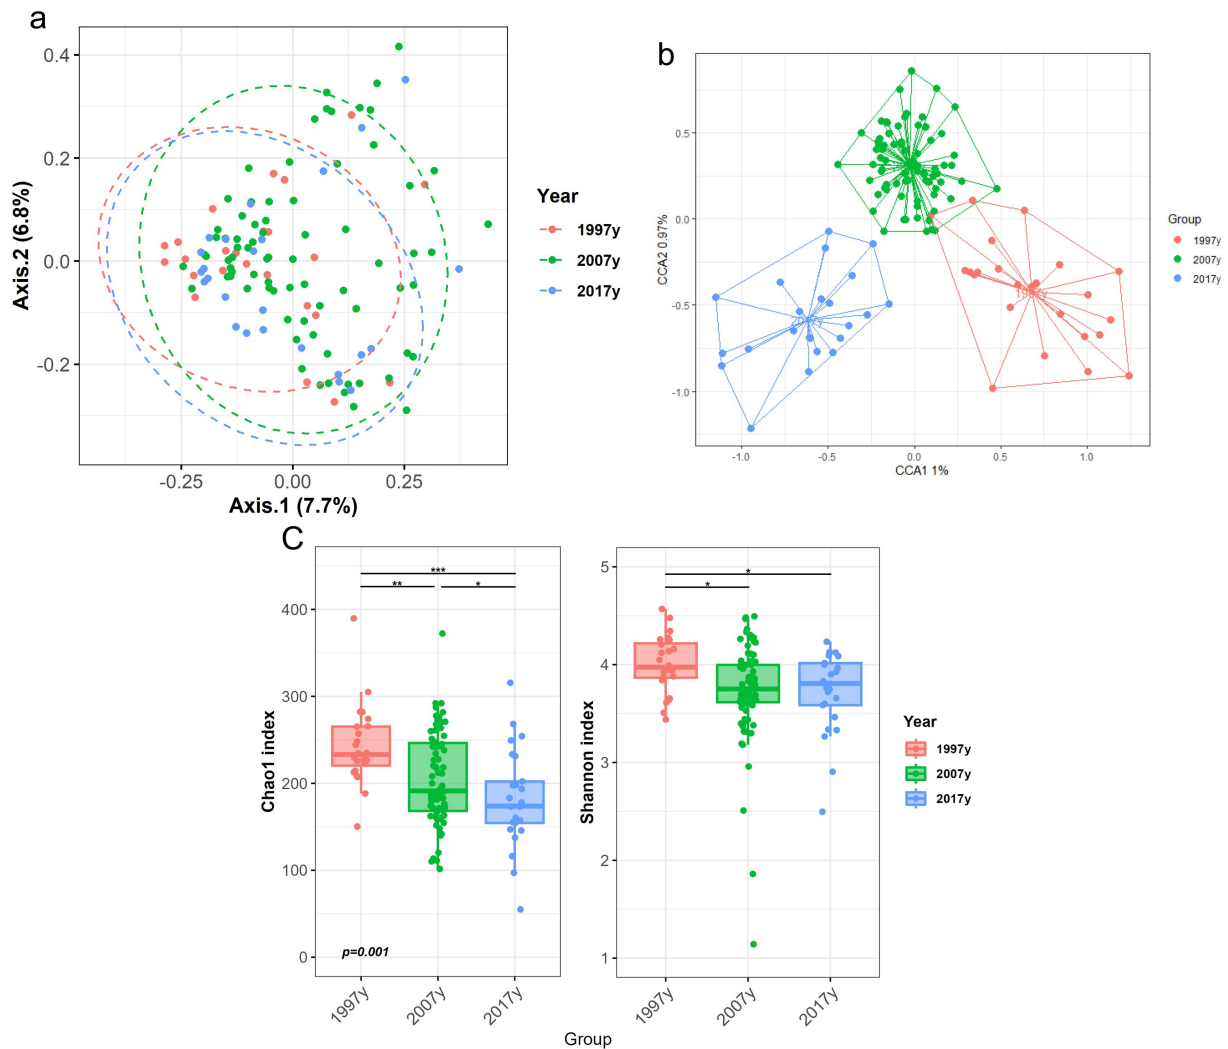 a
0.4
0.2
0.0
-0.2
Axis.2 (6.8%)
-0.25
0.00
0.25
Axis.1 (7.7%)
Year
1997y
2007y
2017y
b
0.5
0.0
-0.5
-1.0
CCA2 0.97%
-1.0
-0.5
0.0
0.5
1.0
CCA1 1%
Group
1997y
2007y
2017y
C
***
**
*
400
300
200
100
0
Chao1 index
p=0.001
1997y
2007y
2017y
*
*
5
4
3
2
1
Shannon index
1997y
2007y
2017y
Group
Year
1997y
2007y
2017y